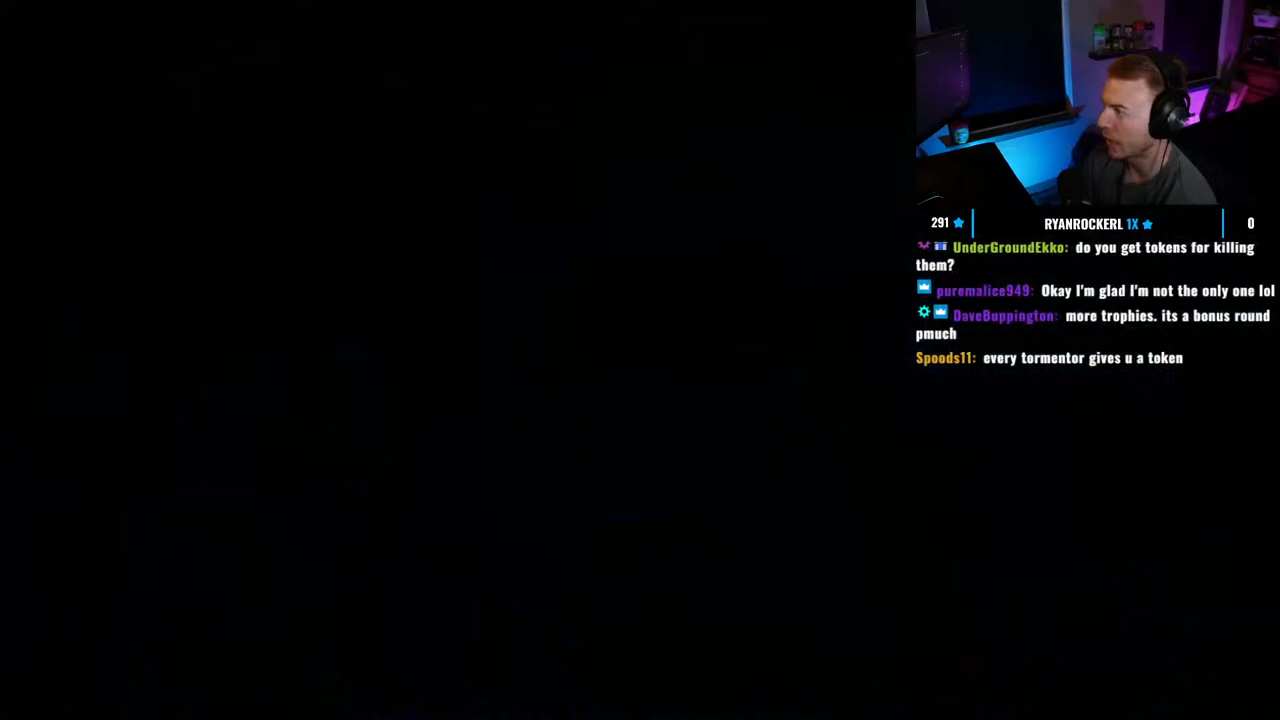 291
RYANROCKERL 1X
0
UnderGroundEkko: do you get tokens for killing
them?
puremalice949: Okay I'm glad I'm not the only one lol
DaveBuppington: more trophies. its a bonus round
pmuch
Spoods11: every tormentor gives u a token